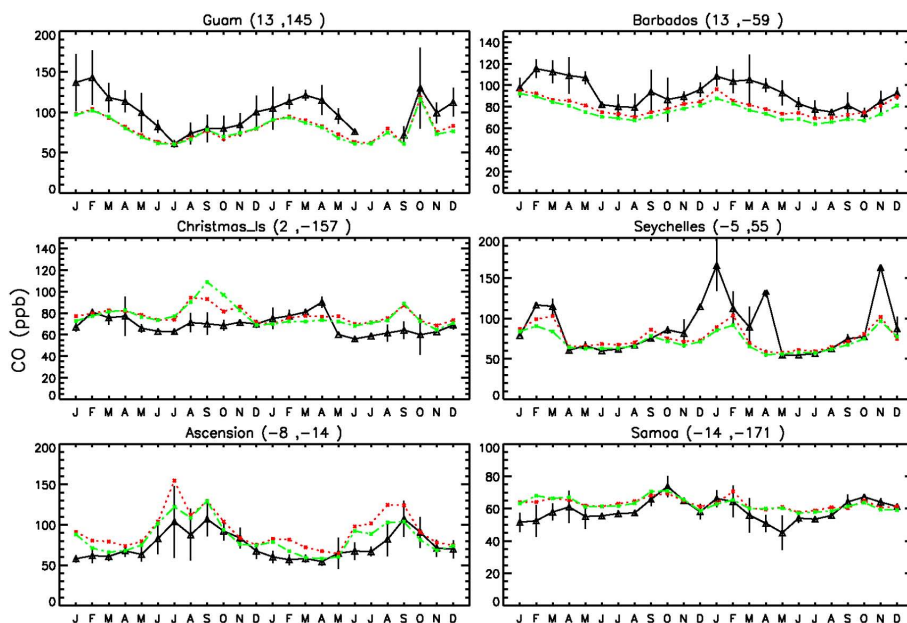 Guam (13 ,145)
200
150
100
50
0
J F M A M J J A S O N D J F M A M J J A S O N D
Barbados (13 ,-59)
140
120
100
80
60
40
20
0
J F M A M J J A S O N D J F M A M J J A S O N D
Christmas_Is (2 ,-157)
140
120
100
80
60
40
20
0
J F M A M J J A S O N D J F M A M J J A S O N D
Seychelles (-5 ,55)
200
150
100
50
0
J F M A M J J A S O N D J F M A M J J A S O N D
CO (ppb)
Ascension (-8 ,-14)
200
150
100
50
0
J F M A M J J A S O N D J F M A M J J A S O N D
Samoa (-14 ,-171)
100
80
60
40
20
0
J F M A M J J A S O N D J F M A M J J A S O N D